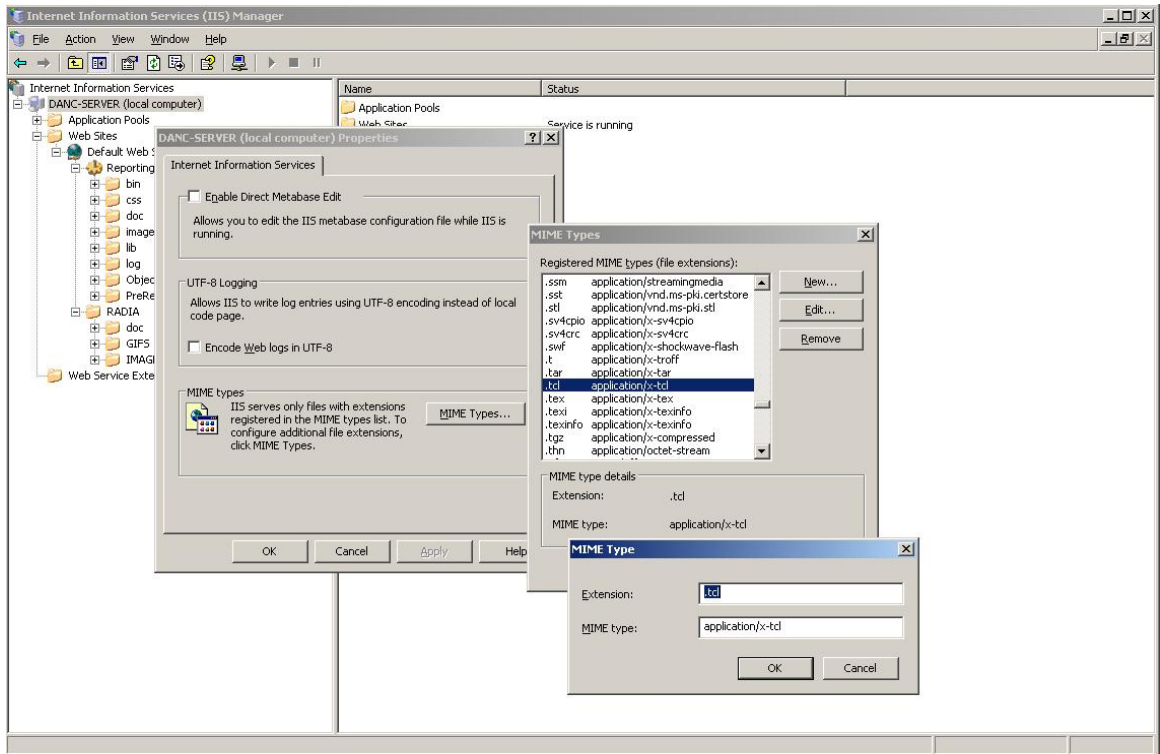 Internet Information Services (IIS) Manager
File Action View Window Help
Internet Information Services
DANC-SERVER (local computer)
Application Pools
Web Sites
Default Web S
Reporting
bin
css
doc
image
lib
log
Objec
PreRe
RADIA
doc
GIFS
IMAGI
Web Service Exte
Name Status
Application Pools
Web Sites Service is running
DANC-SERVER (local computer) Properties
Internet Information Services
Enable Direct Metabase Edit
Allows you to edit the IIS metabase configuration file while IIS is
running.
UTF-8 Logging
Allows IIS to write log entries using UTF-8 encoding instead of local
code page.
Encode Web logs in UTF-8
MIME types
IIS serves only files with extensions
registered in the MIME types list. To
configure additional file extensions,
click MIME Types.
MIME Types...
OK Cancel Apply Help
MIME Types
Registered MIME types (file extensions):
.ssm application/streamingmedia
.sst application/vnd.ms-pki.certstore
.stl application/vnd.ms-pki.stl
.sv4cpio application/x-sv4cpio
.sv4crc application/x-sv4crc
.swf application/x-shockwave-flash
.t application/x-troff
.tar application/x-tar
.tcl application/x-tcl
.tex application/x-tex
.texi application/x-texinfo
.texinfo application/x-texinfo
.tgz application/x-compressed
.thn application/octet-stream
New...
Edit...
Remove
MIME type details
Extension: .tcl
MIME type: application/x-tcl
MIME Type
Extension: .tcl
MIME type: application/x-tcl
OK Cancel